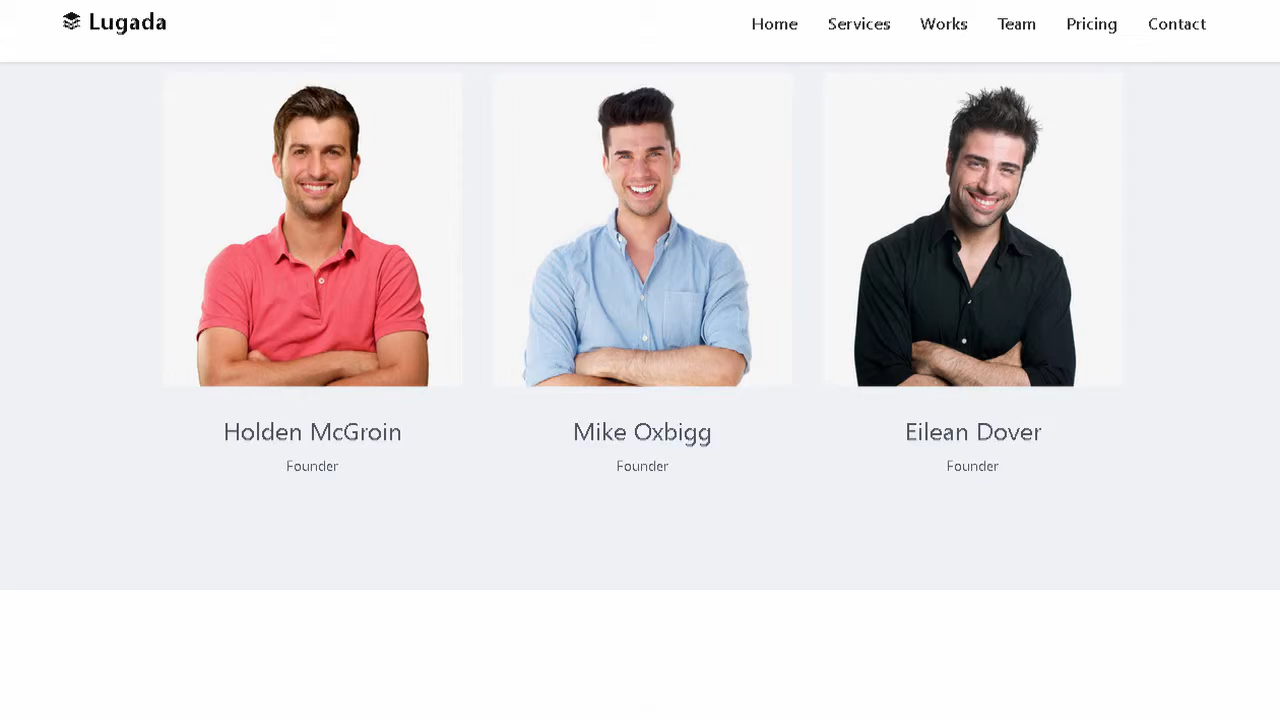 Lugada
Home Services Works Team Pricing Contact
Holden McGroin Mike Oxbigg Eilean Dover
Founder Founder Founder